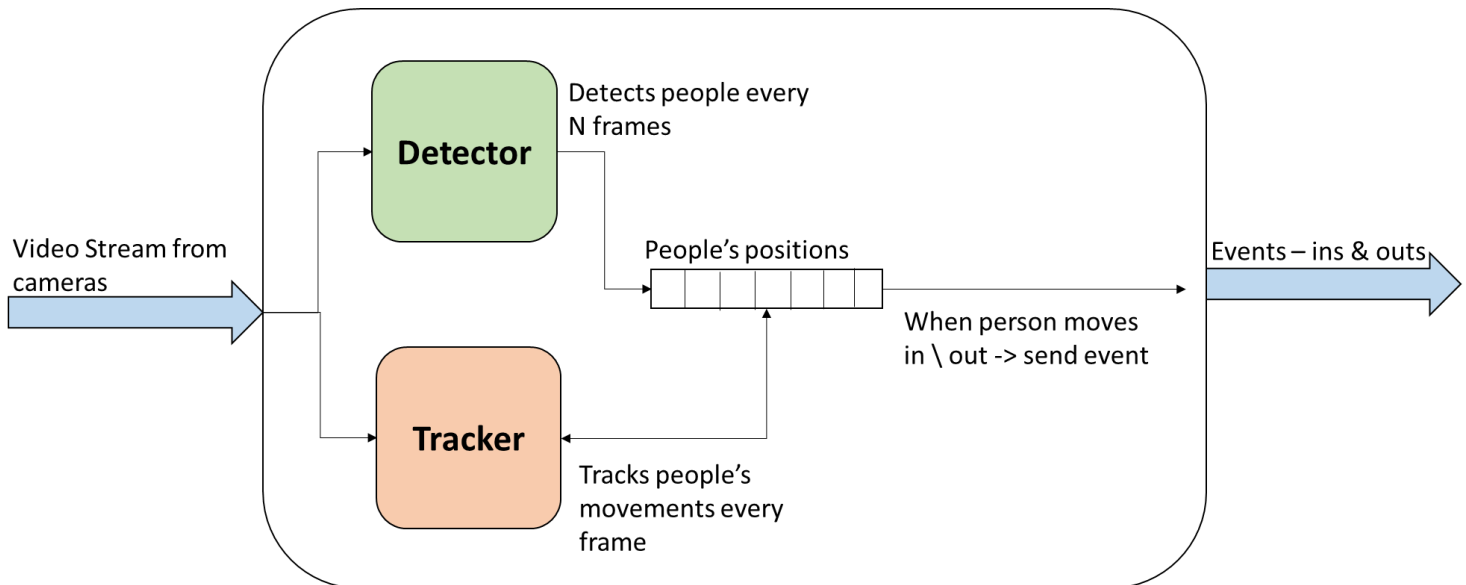 Video Stream from
cameras
Detector
Detects people every
N frames
Tracker
Tracks people’s
movements every
frame
People’s positions
When person moves
in \ out -> send event
Events – ins & outs